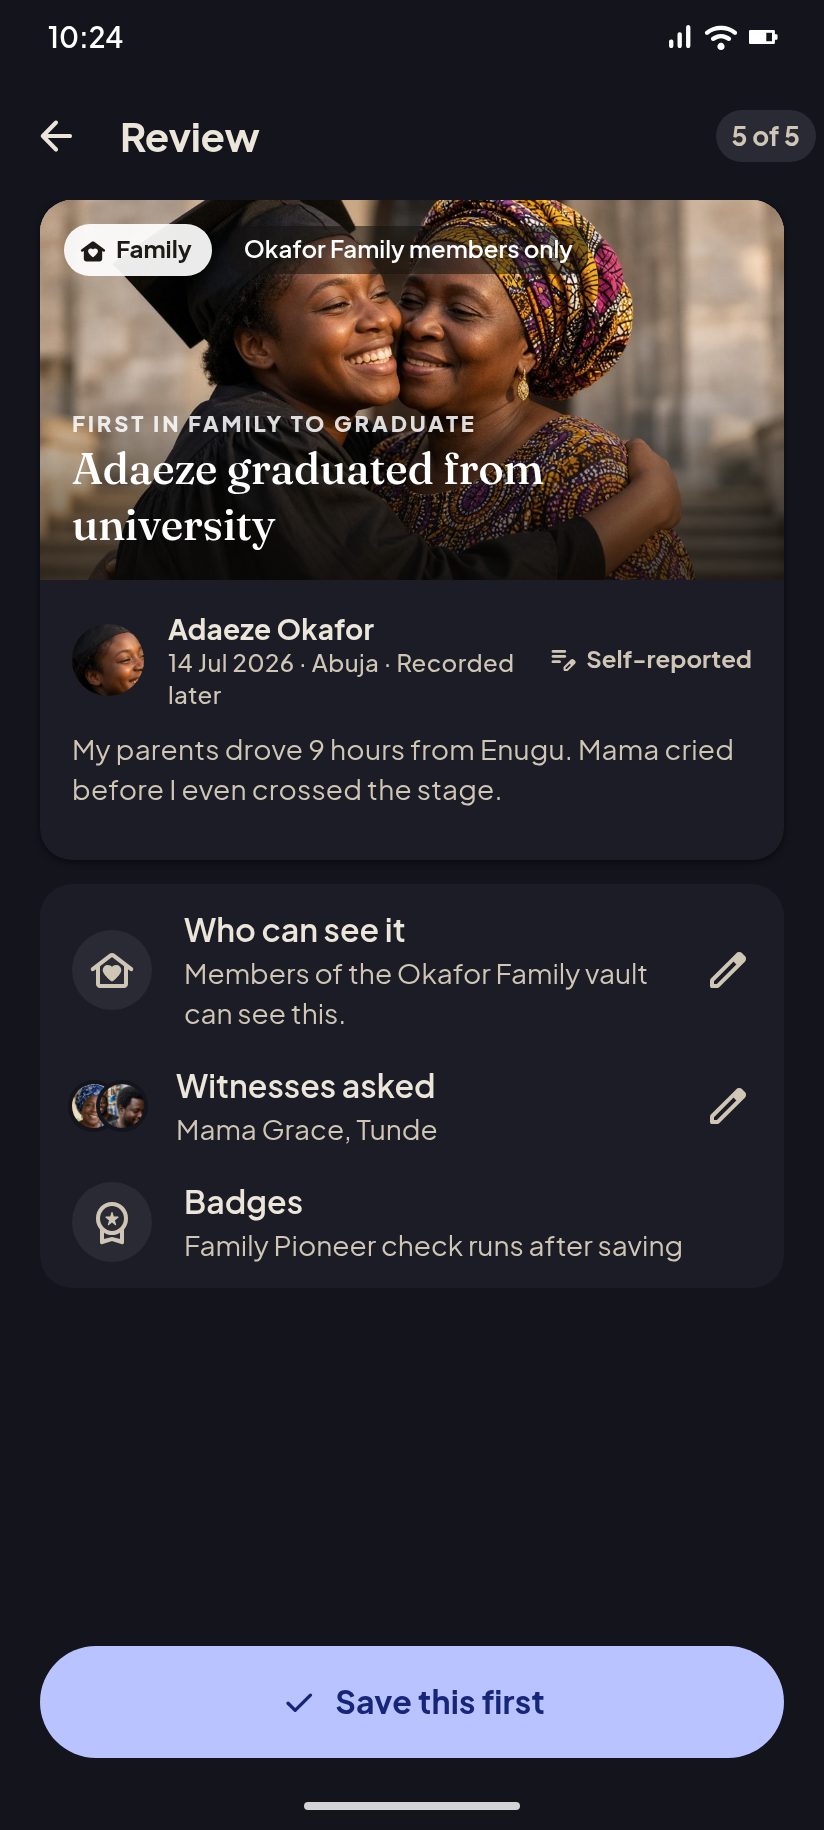 10:24
Review
5 of 5
Family
Okafor Family members only
FIRST IN FAMILY TO GRADUATE
Adaeze graduated from
university
Adaeze Okafor
14 Jul 2026 · Abuja · Recorded
later
Self-reported
My parents drove 9 hours from Enugu. Mama cried
before I even crossed the stage.
Who can see it
Members of the Okafor Family vault
can see this.
Witnesses asked
Mama Grace, Tunde
Badges
Family Pioneer check runs after saving
Save this first